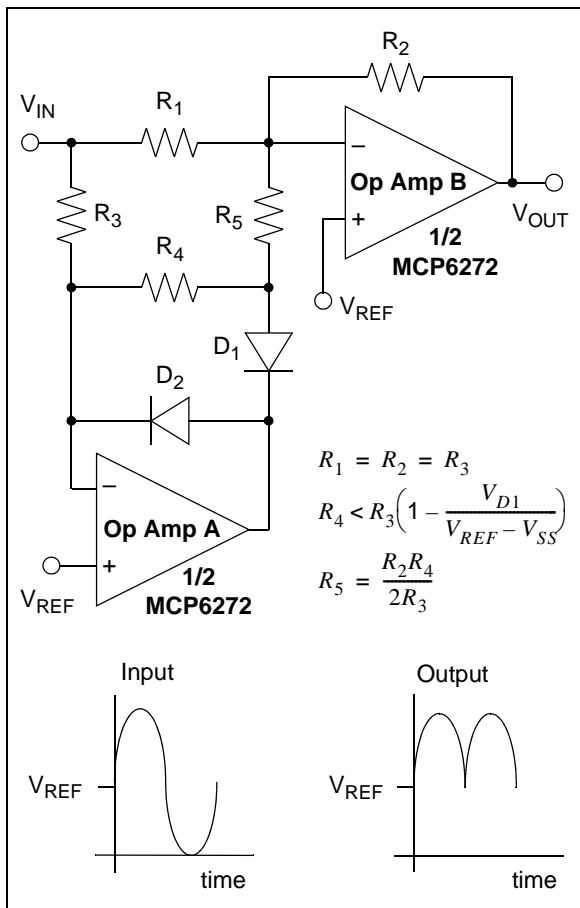 R2
VIN
R1
−
Op Amp B
R3
R5
+
VOUT
R4
1/2
MCP6272
VREF
D1
D2
R1 = R2 = R3
−
R4 < R3(1 − VD1/(VREF − VSS))
Op Amp A
+
R5 = R2R4/2R3
1/2
VREF
MCP6272
Input
Output
VREF
VREF
time
time